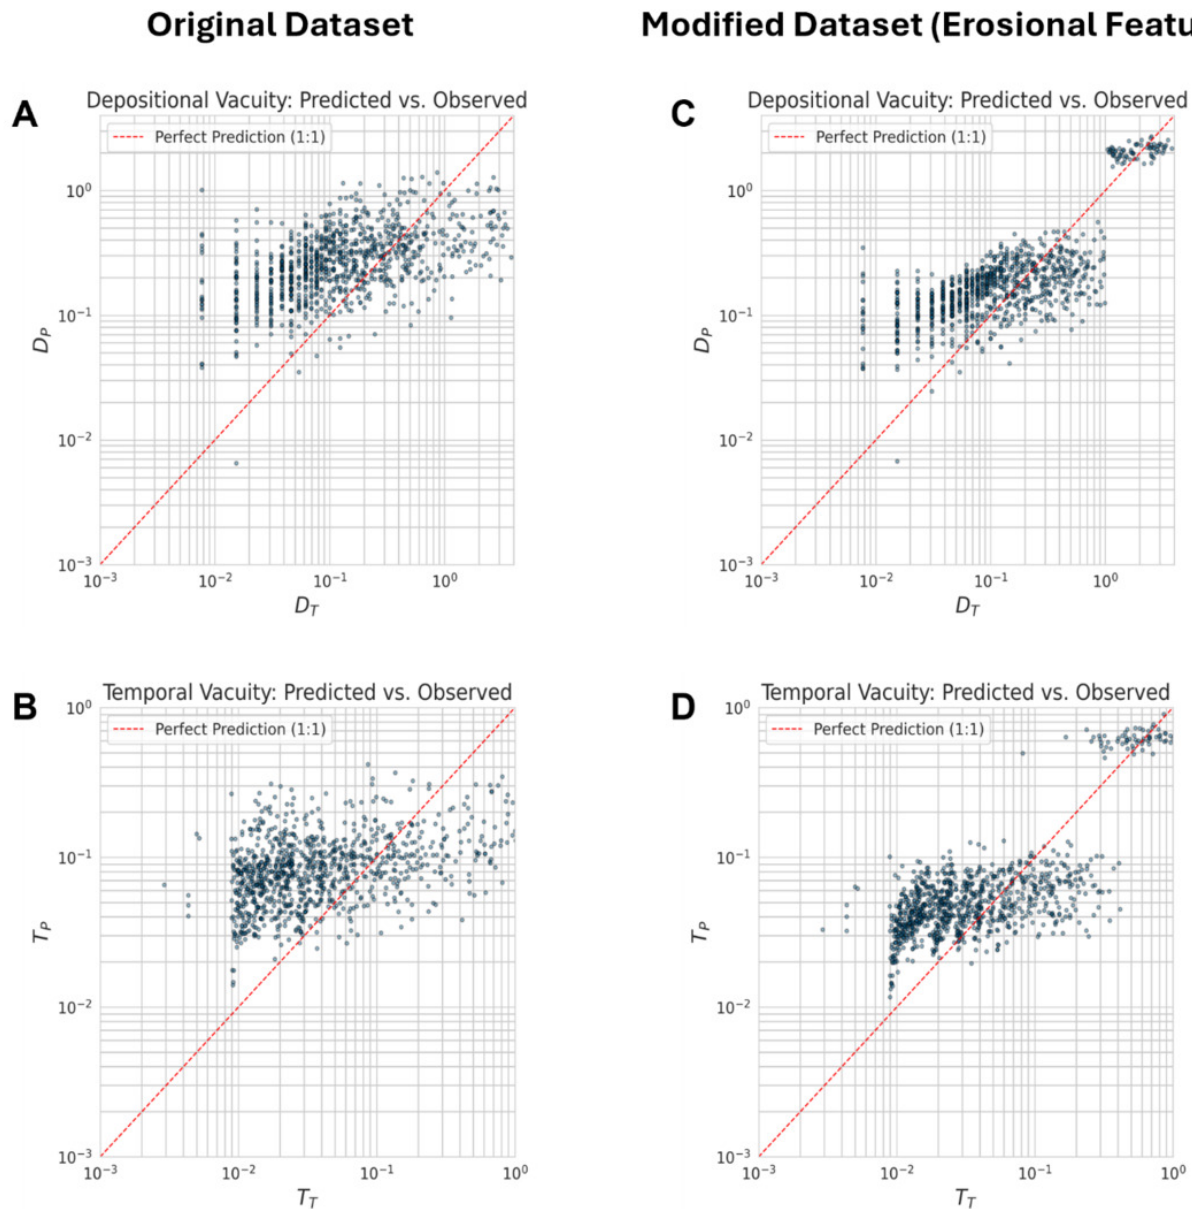 Original Dataset
Modified Dataset (Erosional Featu
A
Depositional Vacuity: Predicted vs. Observed
Perfect Prediction (1:1)
10⁰
10⁻¹
10⁻²
10⁻³
D_P
10⁻³ 10⁻² 10⁻¹ 10⁰
D_T
C
Depositional Vacuity: Predicted vs. Observed
Perfect Prediction (1:1)
10⁰
10⁻¹
10⁻²
10⁻³
D_P
10⁻³ 10⁻² 10⁻¹ 10⁰
D_T
B
Temporal Vacuity: Predicted vs. Observed
Perfect Prediction (1:1)
10⁰
10⁻¹
10⁻²
10⁻³
T_P
10⁻³ 10⁻² 10⁻¹ 10⁰
T_T
D
Temporal Vacuity: Predicted vs. Observed
Perfect Prediction (1:1)
10⁰
10⁻¹
10⁻²
10⁻³
T_P
10⁻³ 10⁻² 10⁻¹ 10⁰
T_T